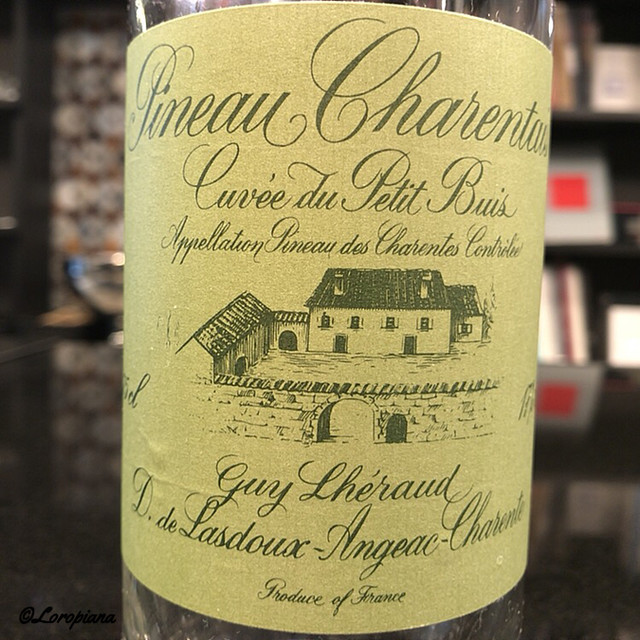 Pineau Charentais
Cuvée du Petit Buis
Appellation Pineau des Charentes Contrôlée
Guy Lhéraud
D. de Lasdoux - Angeac - Charente
Produce of France
©Loropiana